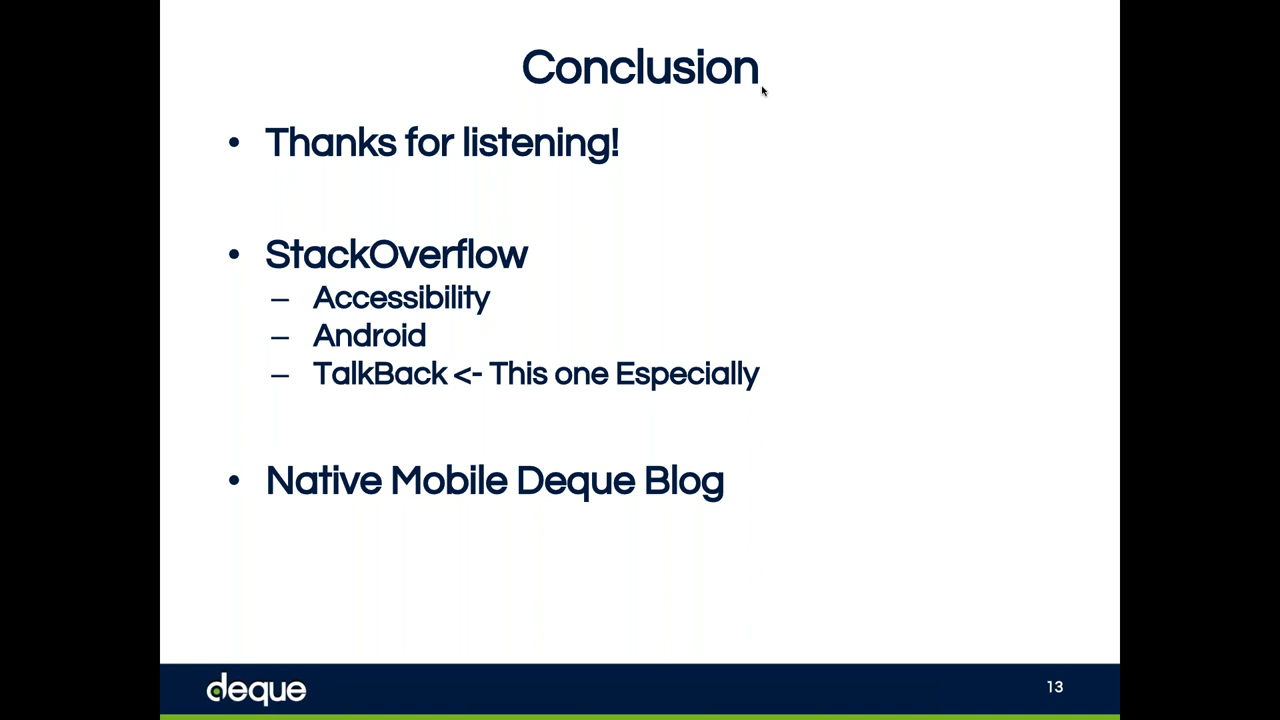 Conclusion
• Thanks for listening!
• StackOverflow
– Accessibility
– Android
– TalkBack <- This one Especially
• Native Mobile Deque Blog
deque
13